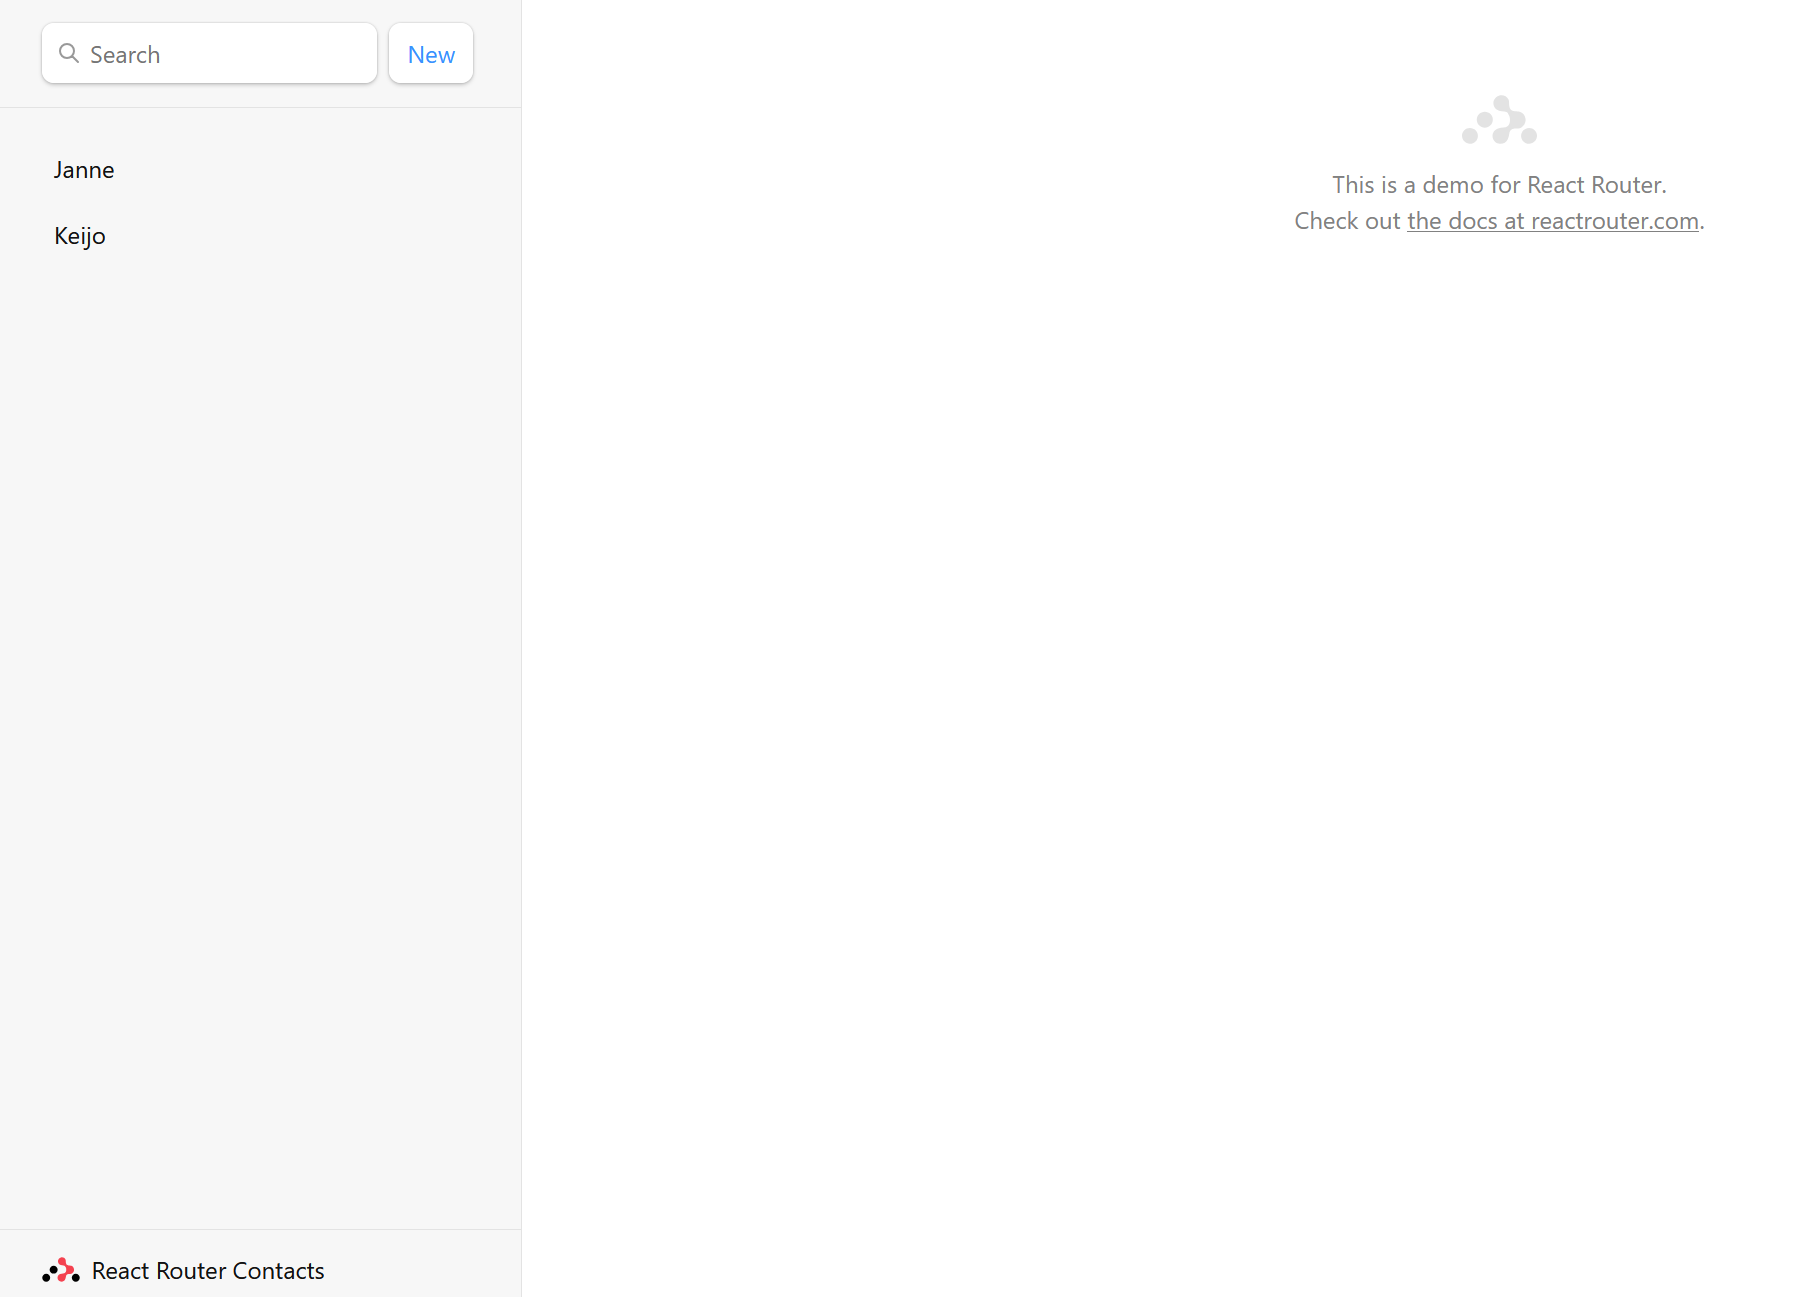 Search
New
Janne
Keijo
This is a demo for React Router.
Check out the docs at reactrouter.com.
React Router Contacts